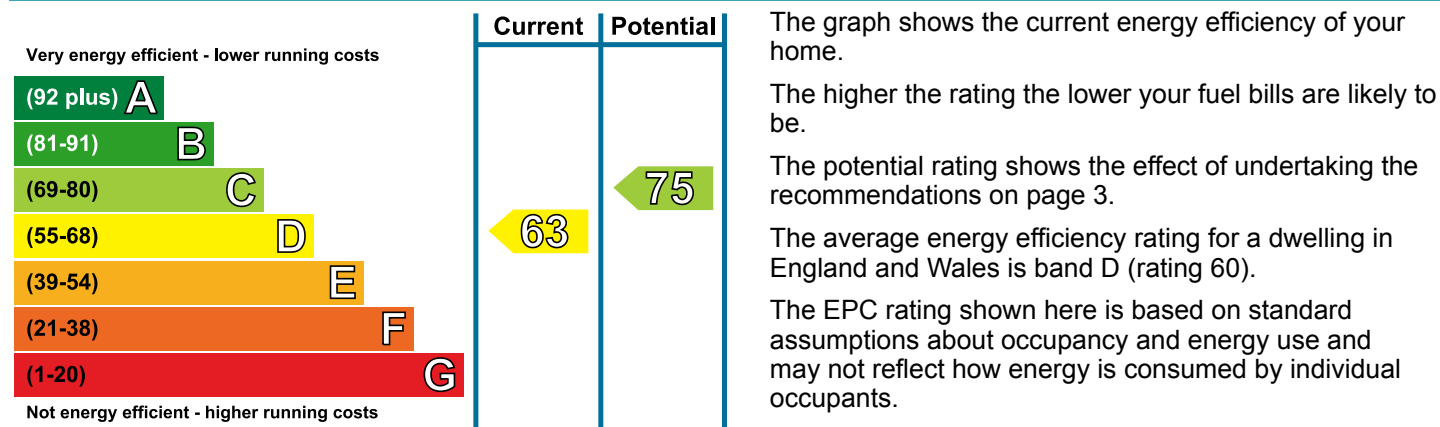 Current Potential
Very energy efficient - lower running costs
(92 plus) A
(81-91) B
(69-80) C
75
(55-68) D
63
(39-54) E
(21-38) F
(1-20) G
Not energy efficient - higher running costs
The graph shows the current energy efficiency of your
home.
The higher the rating the lower your fuel bills are likely to
be.
The potential rating shows the effect of undertaking the
recommendations on page 3.
The average energy efficiency rating for a dwelling in
England and Wales is band D (rating 60).
The EPC rating shown here is based on standard
assumptions about occupancy and energy use and
may not reflect how energy is consumed by individual
occupants.